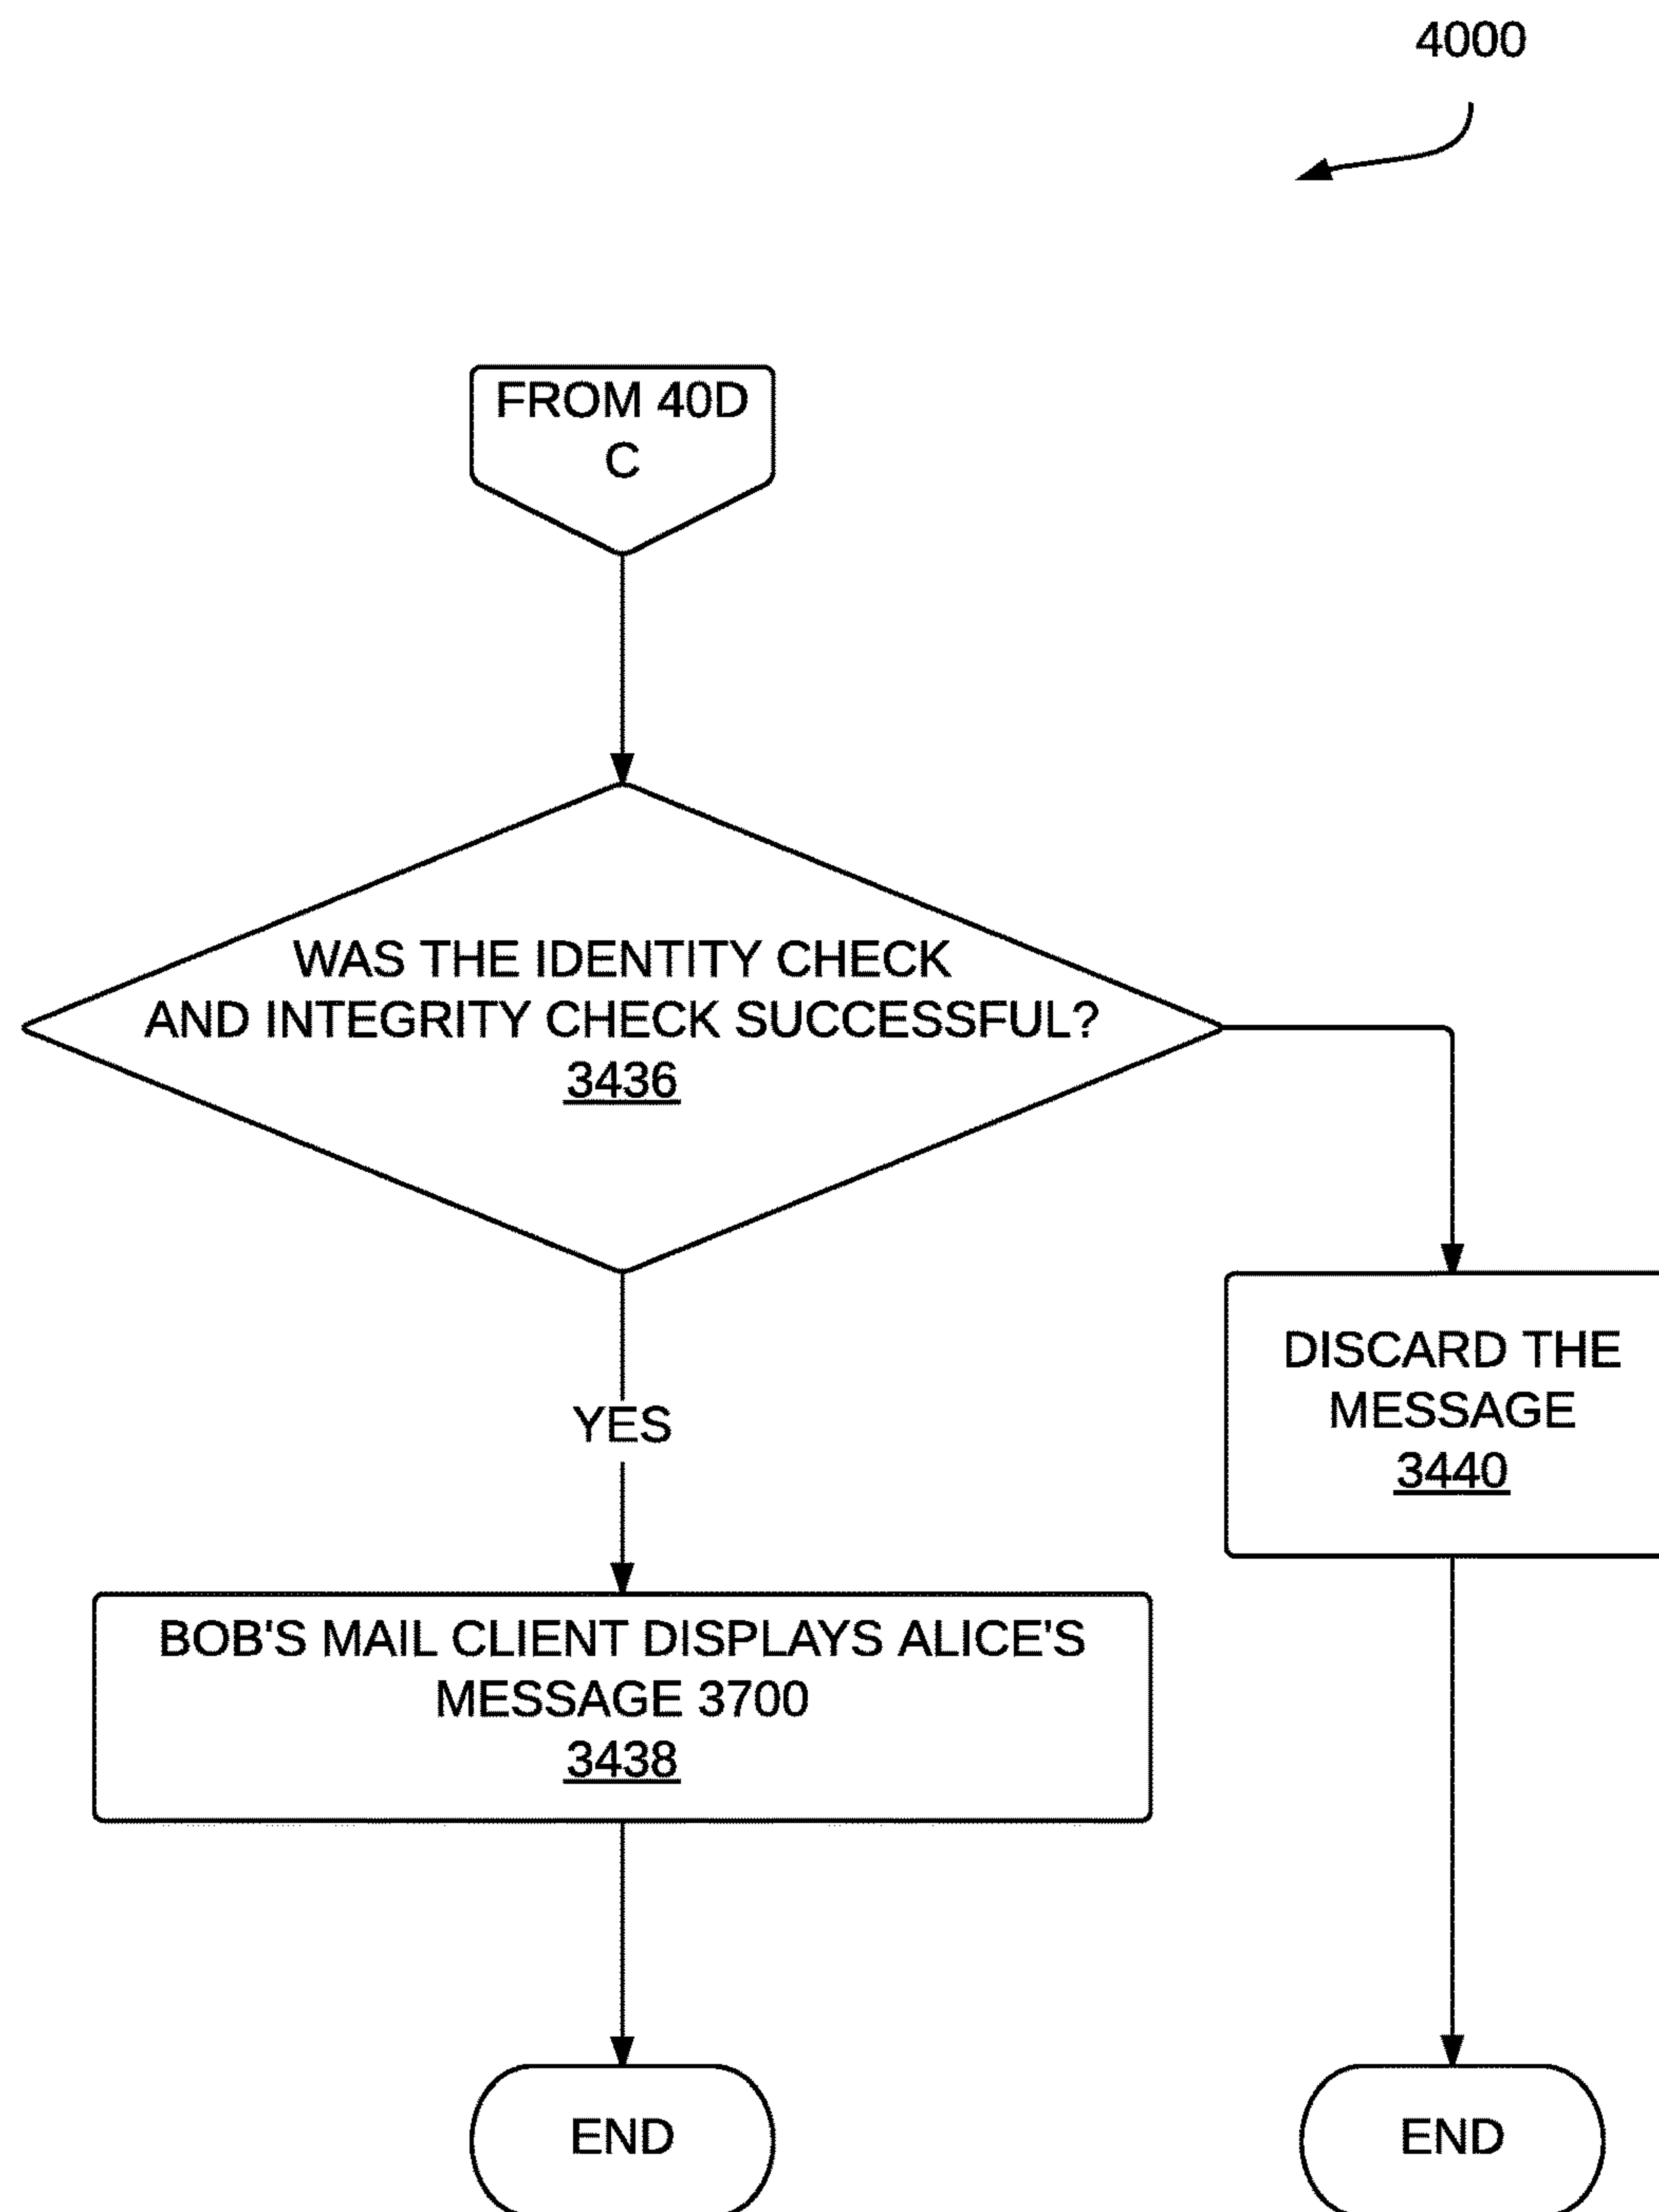 4000
FROM 40D
C
WAS THE IDENTITY CHECK
AND INTEGRITY CHECK SUCCESSFUL?
3436
DISCARD THE
MESSAGE
3440
YES
BOB'S MAIL CLIENT DISPLAYS ALICE'S
MESSAGE 3700
3438
END
END